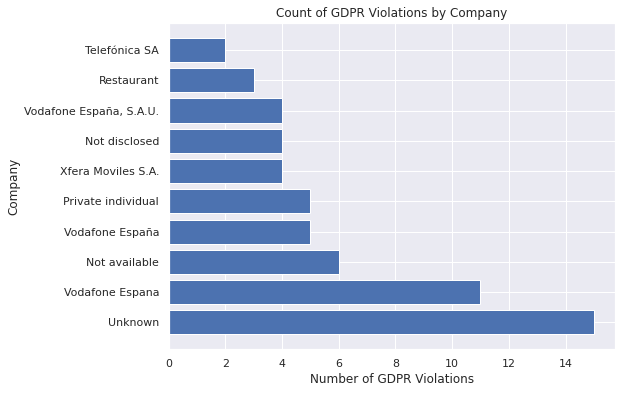 Count of GDPR Violations by Company
Telefónica SA
Restaurant
Vodafone España, S.A.U.
Not disclosed
Xfera Moviles S.A.
Private individual
Vodafone España
Not available
Vodafone Espana
Unknown
Company
0 2 4 6 8 10 12 14
Number of GDPR Violations